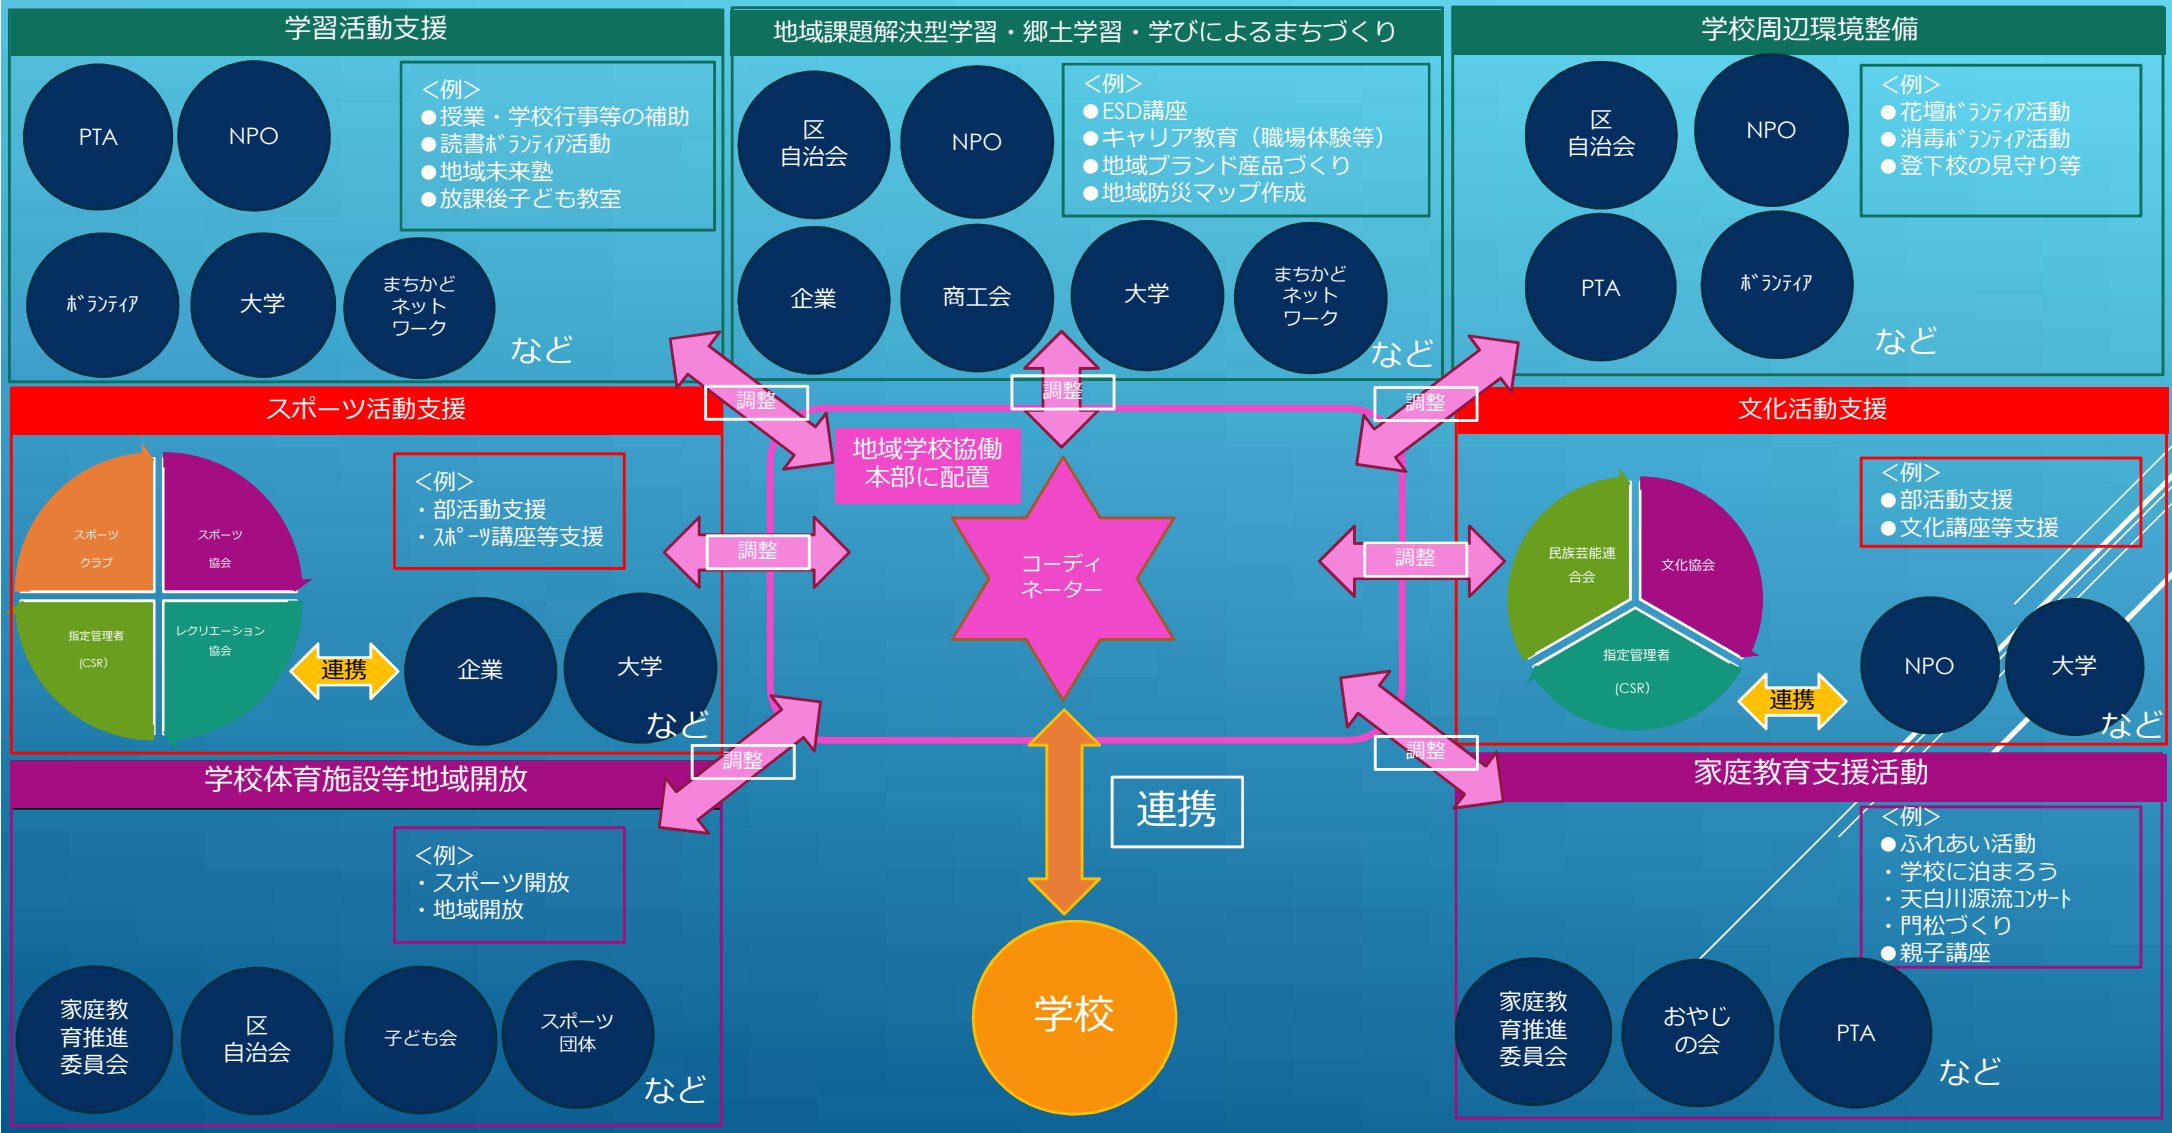 学習活動支援
PTA
NPO
<例>
●授業・学校行事等の補助
●読書ﾎﾞﾗﾝﾃｨｱ活動
●地域未来塾
●放課後子ども教室
ﾎﾞﾗﾝﾃｨｱ
大学
まちかど
ネット
ワーク
など
地域課題解決型学習・郷土学習・学びによるまちづくり
区
自治会
NPO
<例>
●ESD講座
●キャリア教育（職場体験等）
●地域ブランド産品づくり
●地域防災マップ作成
企業
商工会
大学
まちかど
ネット
ワーク
など
学校周辺環境整備
区
自治会
NPO
<例>
●花壇ﾎﾞﾗﾝﾃｨｱ活動
●消毒ﾎﾞﾗﾝﾃｨｱ活動
●登下校の見守り等
PTA
ﾎﾞﾗﾝﾃｨｱ
など
調整
調整
調整
スポーツ活動支援
スポーツ
クラブ
スポーツ
協会
指定管理者
(CSR)
レクリエーション
協会
<例>
・部活動支援
・ｽﾎﾟｰﾂ講座等支援
連携
企業
大学
など
調整
地域学校協働
本部に配置
コーディ
ネーター
調整
文化活動支援
民族芸能連
合会
文化協会
指定管理者
(CSR)
<例>
●部活動支援
●文化講座等支援
連携
NPO
大学
など
調整
調整
学校体育施設等地域開放
<例>
・スポーツ開放
・地域開放
家庭教
育推進
委員会
区
自治会
子ども会
スポーツ
団体
など
連携
学校
家庭教育支援活動
<例>
●ふれあい活動
・学校に泊まろう
・天白川源流ｺﾝｻｰﾄ
・門松づくり
●親子講座
家庭教
育推進
委員会
おやじ
の会
PTA
など